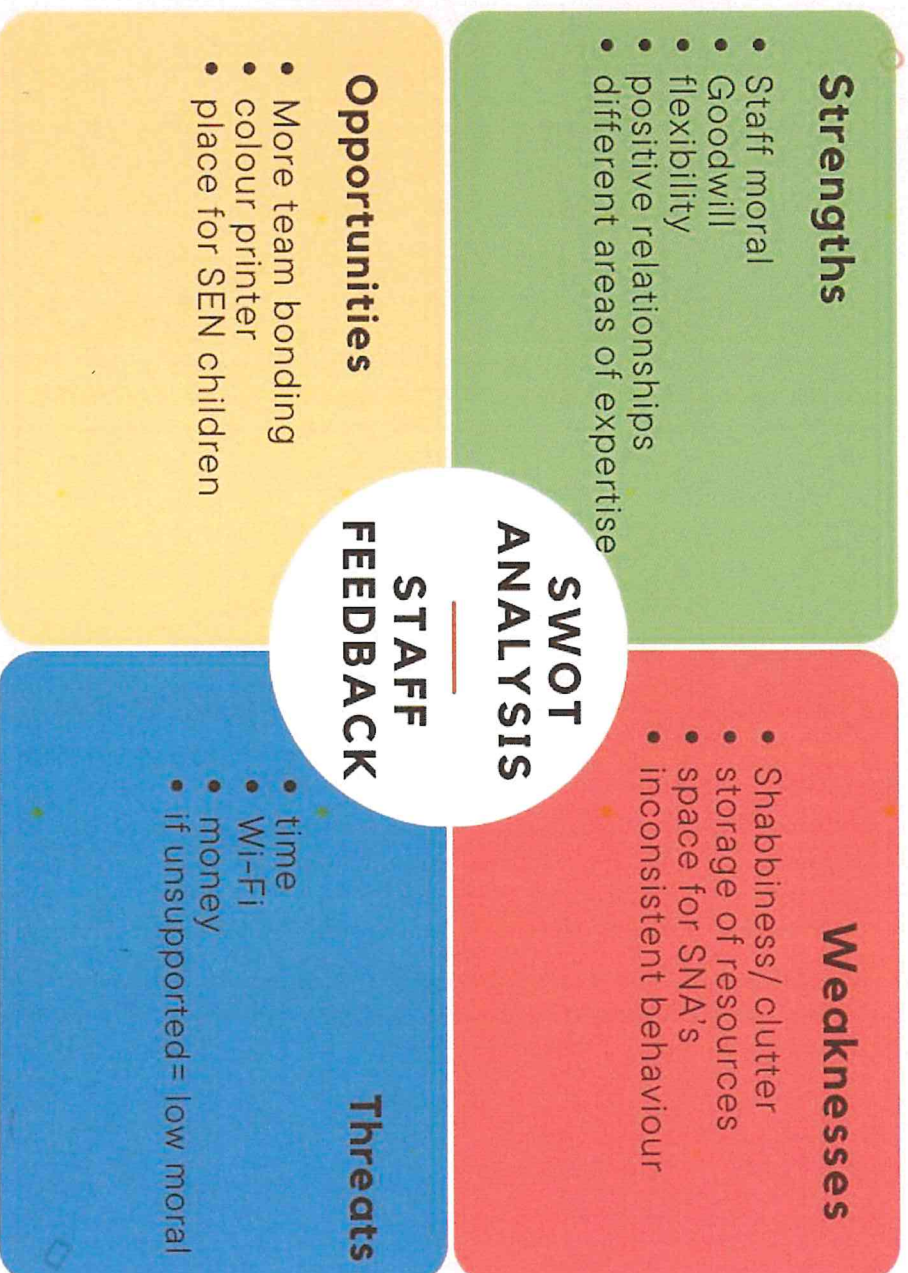 Strengths
• Staff moral
• Goodwill
• flexibility
• positive relationships
• different areas of expertise
Weaknesses
• Shabbiness/ clutter
• storage of resources
• space for SNA's
• inconsistent behaviour
SWOT
ANALYSIS
STAFF
FEEDBACK
Opportunities
• More team bonding
• colour printer
• place for SEN children
Threats
• time
• Wi-Fi
• money
• if unsupported= low moral